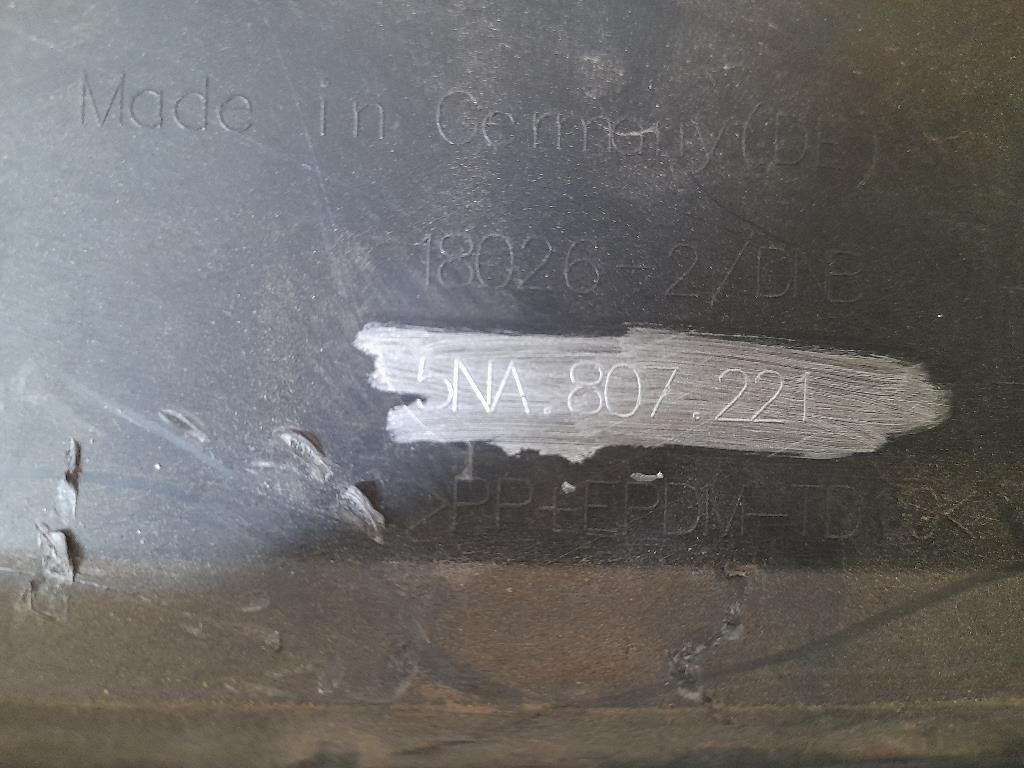 Made in Germany (DE)
18026-2/DNB
5NA.807.221
>PP+EPDM-TD